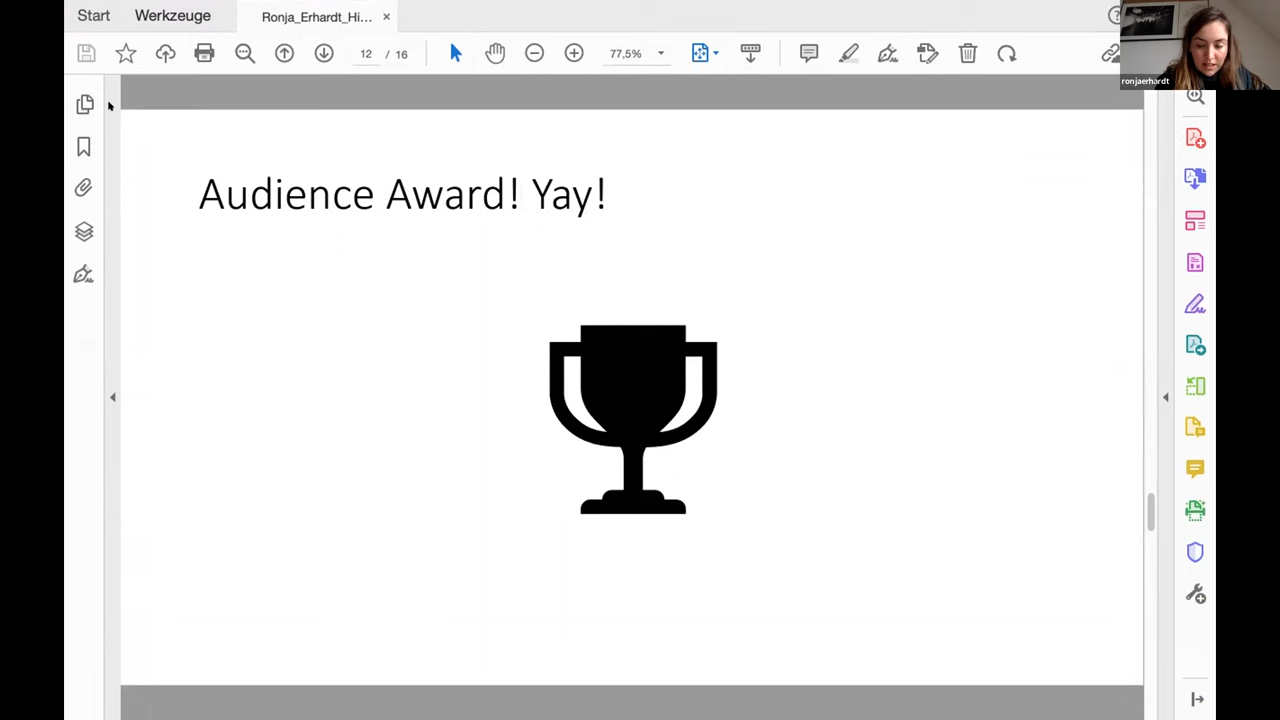 Start
Werkzeuge
Ronja_Erhardt_Hi...
12 / 16
77,5%
ronjaerhardt
Audience Award! Yay!